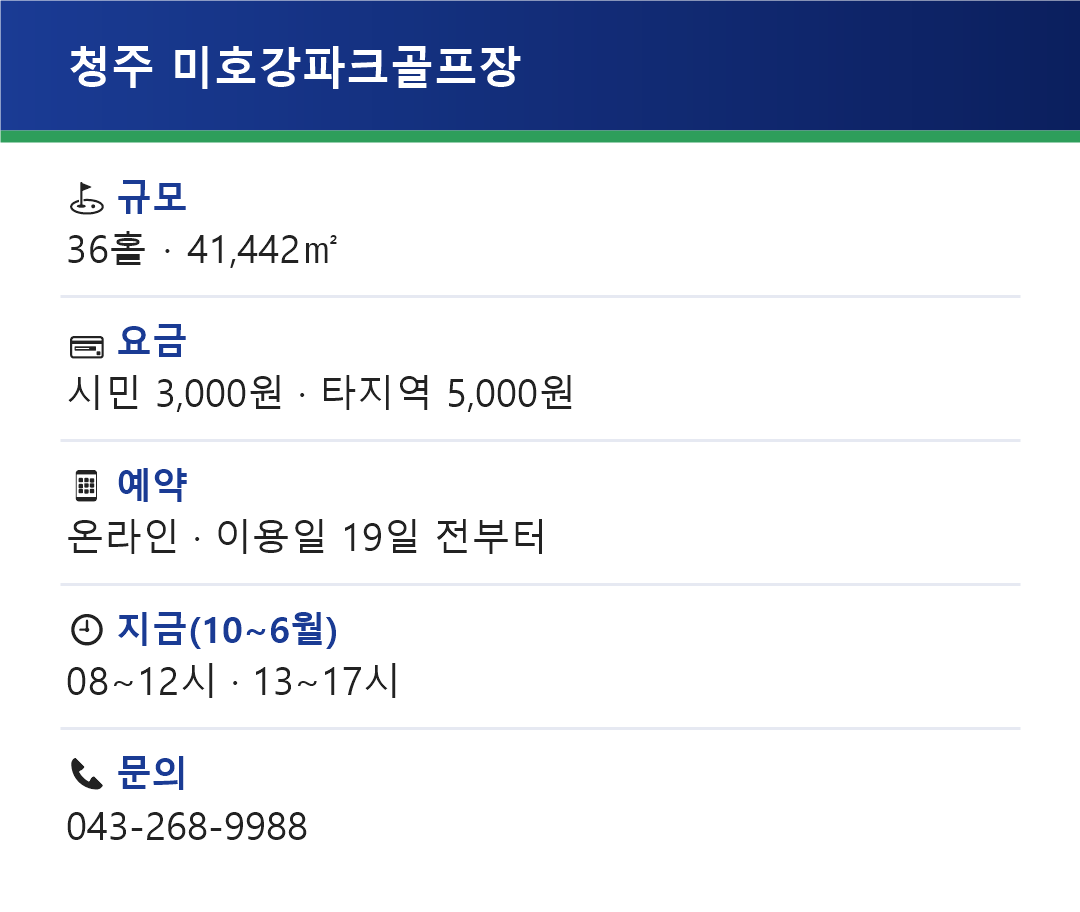 청주 미호강파크골프장
규모
36홀 · 41,442㎡
요금
시민 3,000원 · 타지역 5,000원
예약
온라인 · 이용일 19일 전부터
지금(10~6월)
08~12시 · 13~17시
문의
043-268-9988